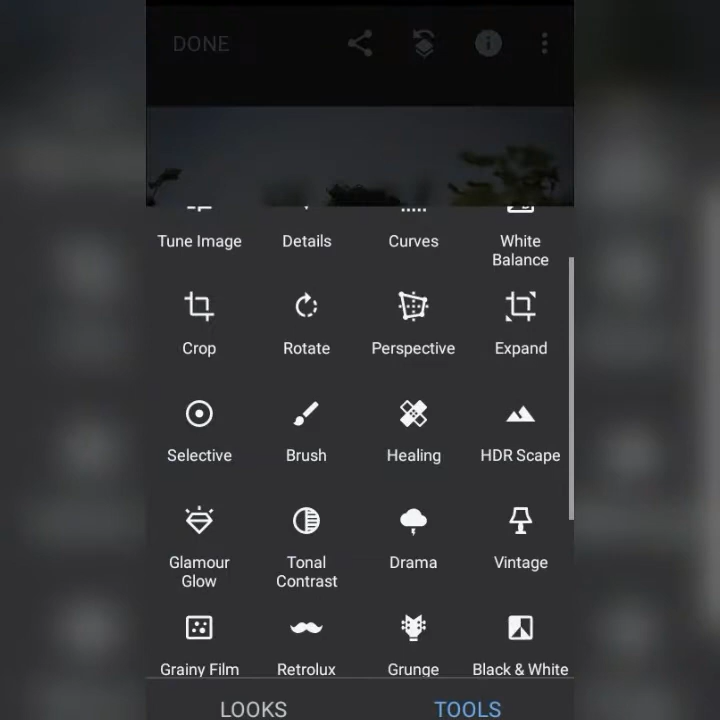 DONE
Tune Image
Details
Curves
White
Balance
Crop
Rotate
Perspective
Expand
Selective
Brush
Healing
HDR Scape
Glamour
Glow
Tonal
Contrast
Drama
Vintage
Grainy Film
Retrolux
Grunge
Black & White
LOOKS
TOOLS